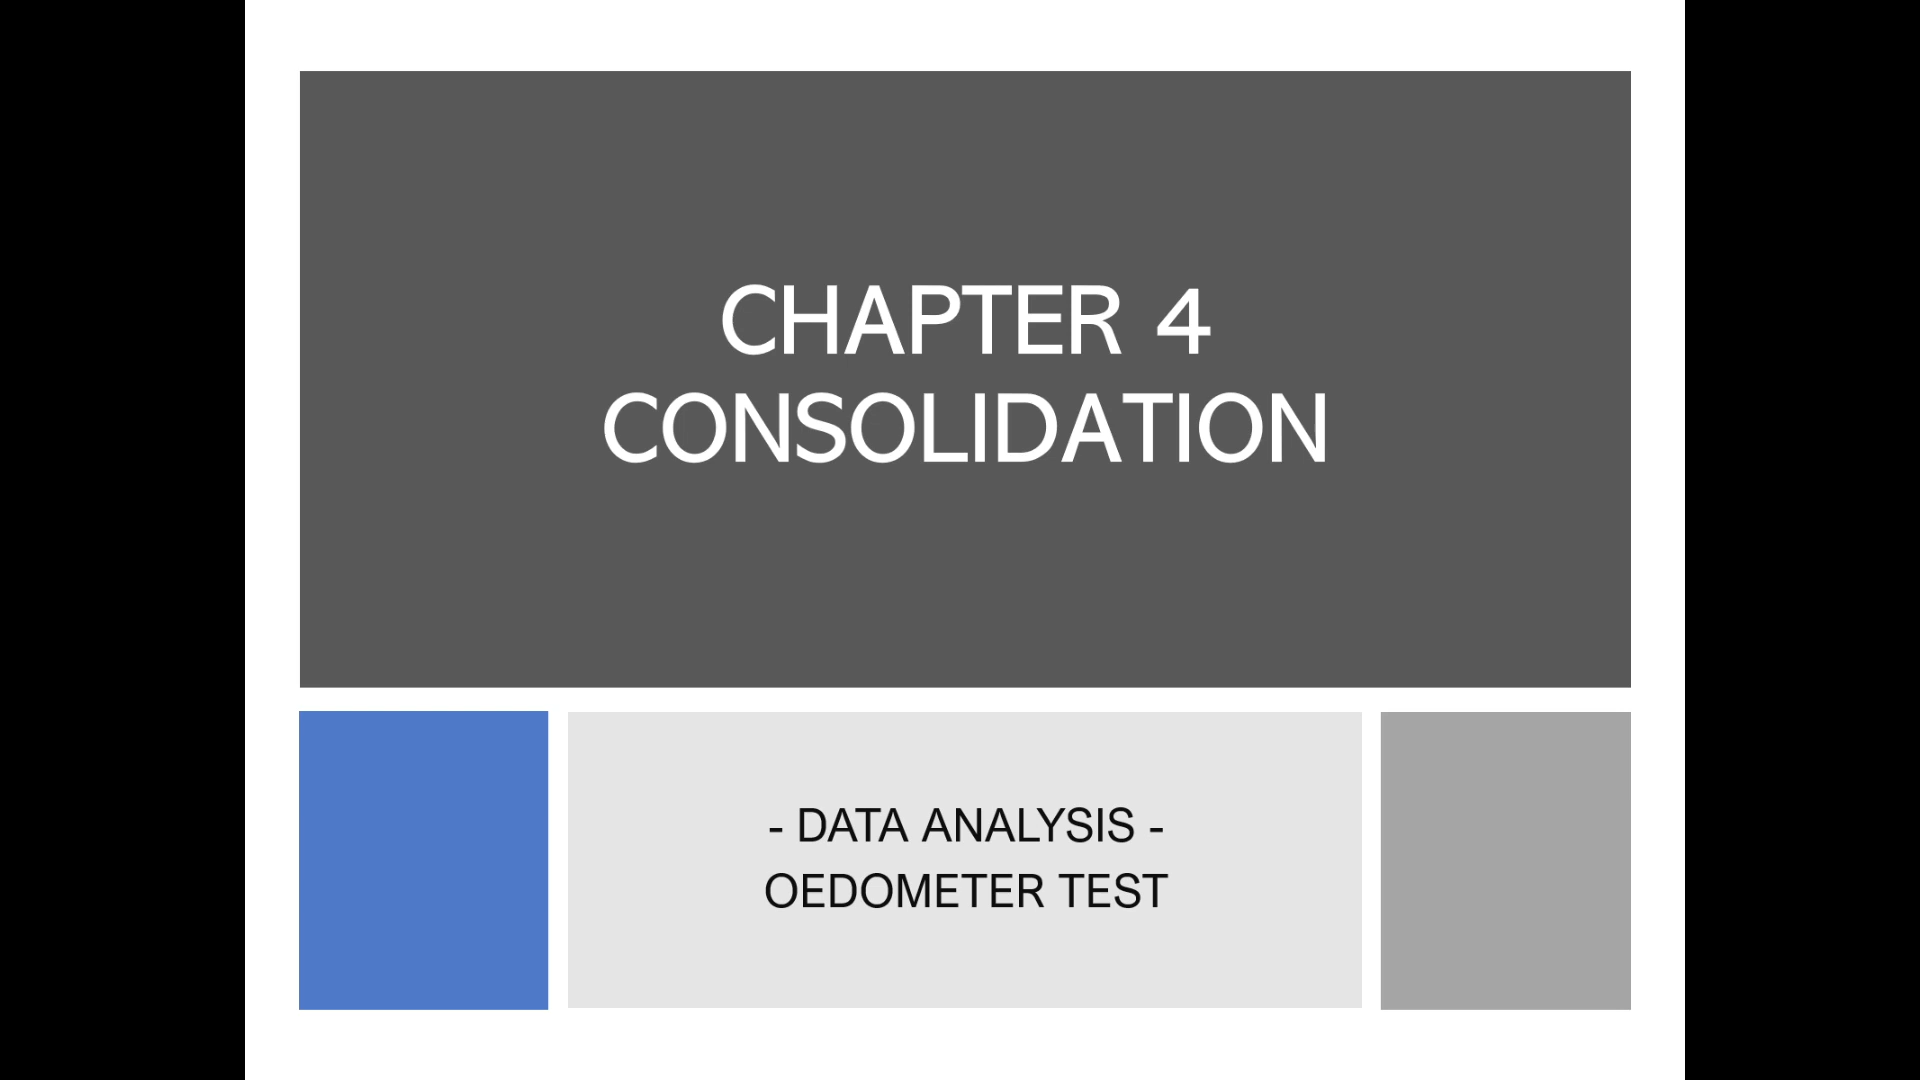 CHAPTER 4
CONSOLIDATION
- DATA ANALYSIS -
OEDOMETER TEST